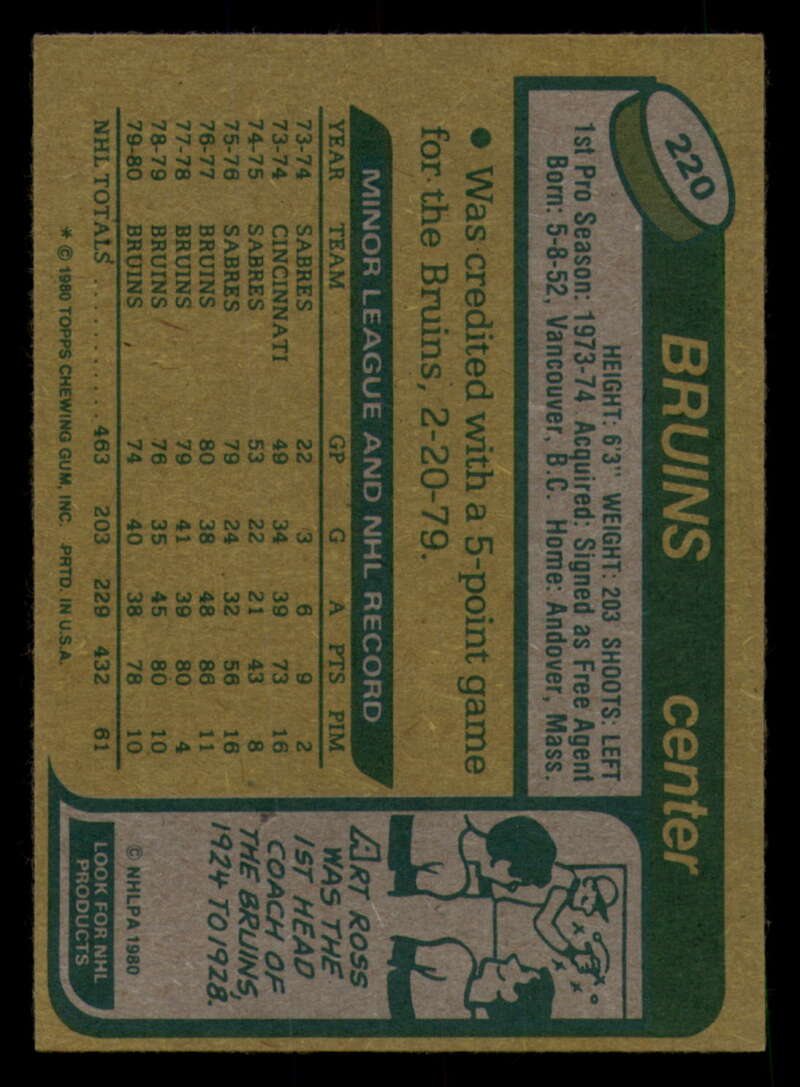 220
BRUINS center
HEIGHT: 6'3" WEIGHT: 203 SHOOTS: LEFT
1st Pro Season: 1973-74 Acquired: Signed as Free Agent
Born: 5-8-52, Vancouver, B.C. Home: Andover, Mass.
• Was credited with a 5-point game
for the Bruins, 2-20-79.
MINOR LEAGUE AND NHL RECORD
YEAR TEAM GP G A PTS PIM
73-74 SABRES 22 3 6 9 2
73-74 CINCINNATI 49 34 39 73 16
74-75 SABRES 53 22 21 43 8
75-76 SABRES 79 24 32 56 16
76-77 BRUINS 80 38 48 86 11
77-78 BRUINS 79 41 39 80 4
78-79 BRUINS 76 35 45 80 10
79-80 BRUINS 74 40 38 78 10
NHL TOTALS .......... 463 203 229 432 61
* © 1980 TOPPS CHEWING GUM, INC. PRTD. IN U.S.A.
ART ROSS
WAS THE
1ST HEAD
COACH OF
THE BRUINS,
1924 TO 1928.
© NHLPA 1980
LOOK FOR NHL
PRODUCTS